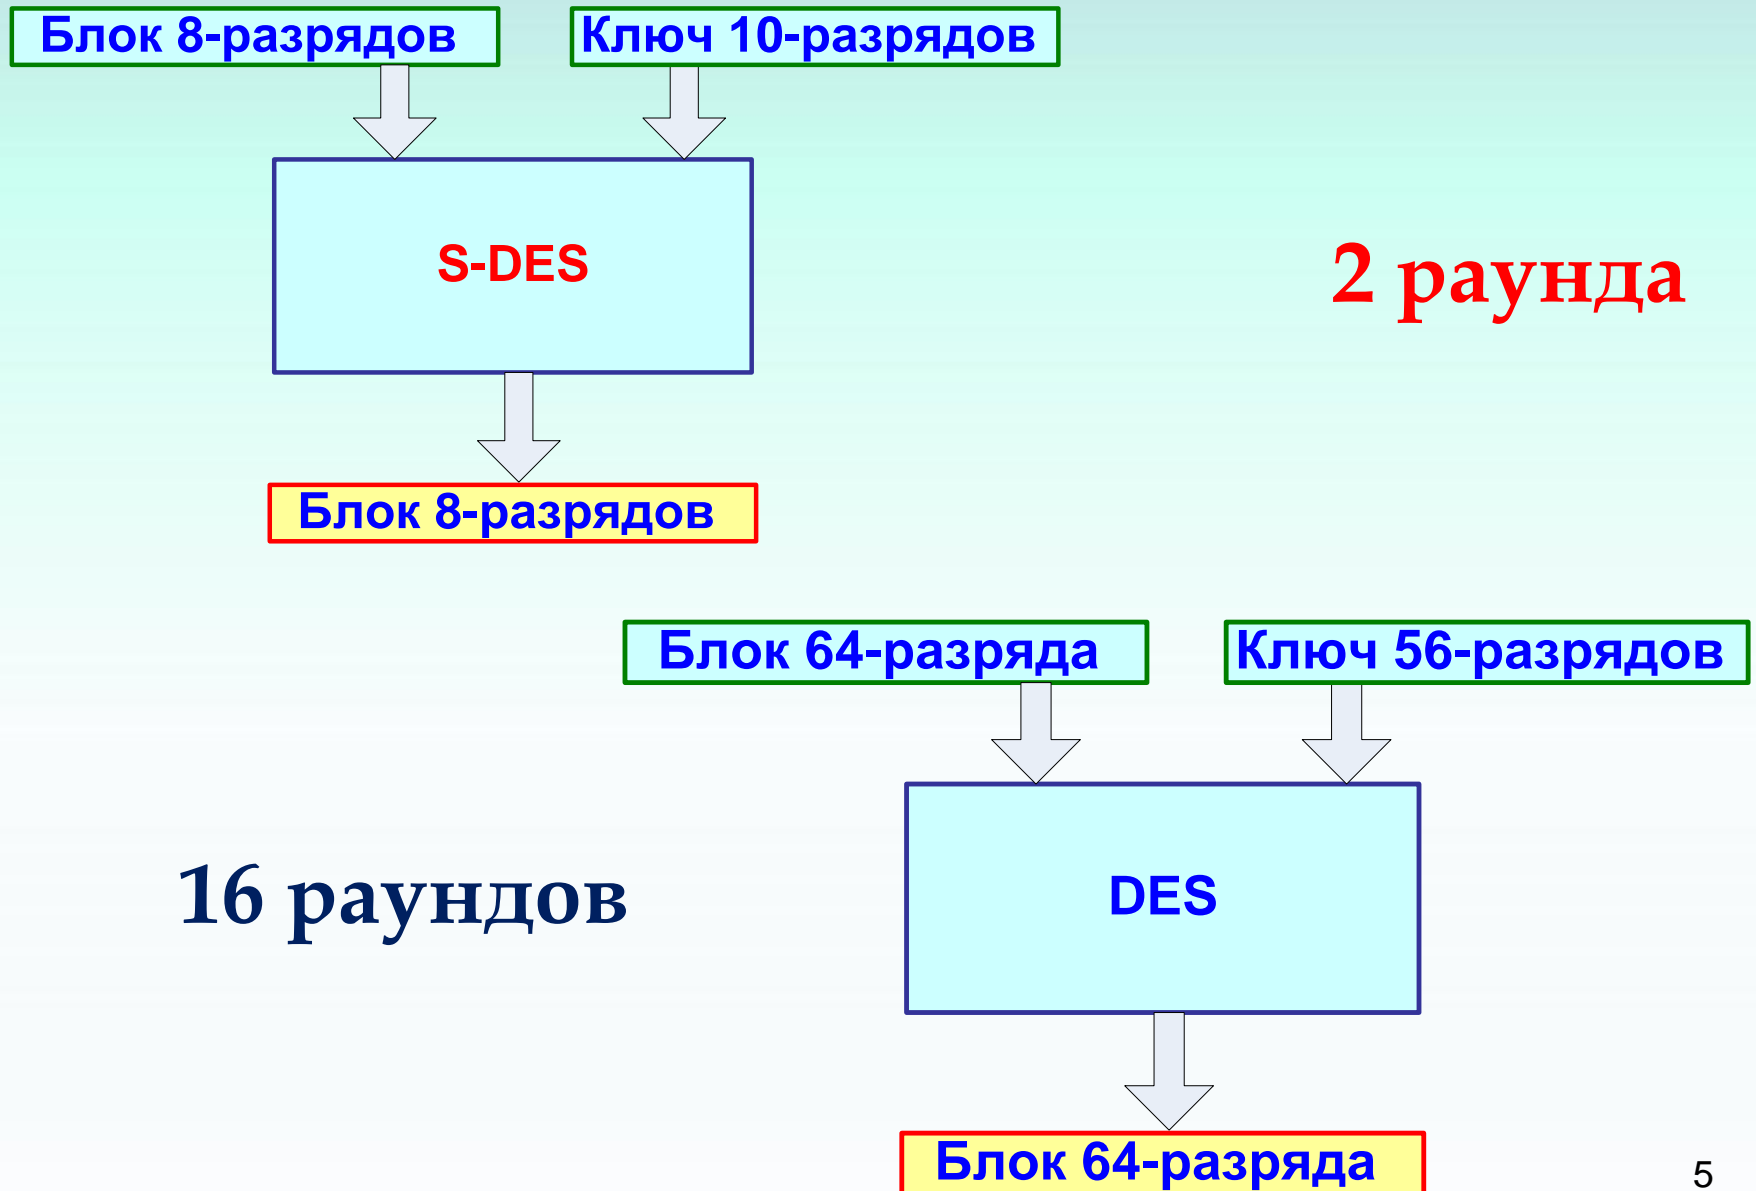 Блок 8-разрядов
Ключ 10-разрядов
S-DES
2 раунда
Блок 8-разрядов
Блок 64-разряда
Ключ 56-разрядов
16 раундов
DES
Блок 64-разряда
5